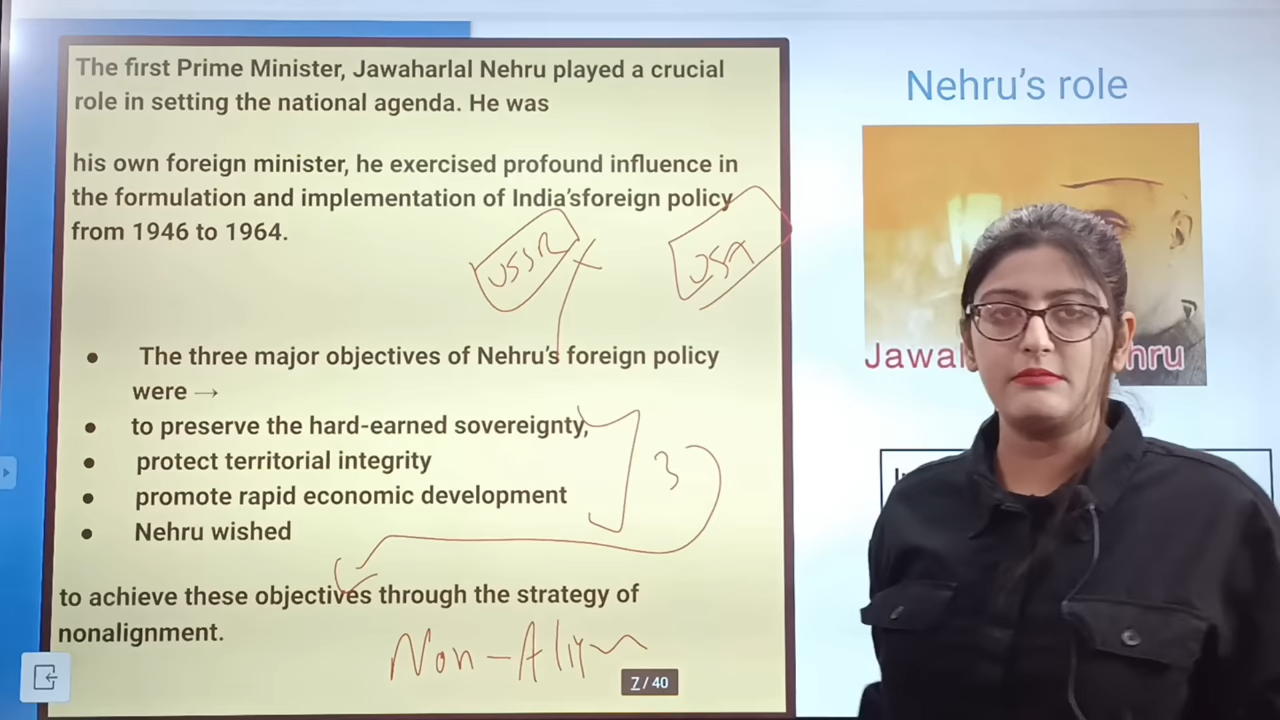 The first Prime Minister, Jawaharlal Nehru played a crucial
role in setting the national agenda. He was
his own foreign minister, he exercised profound influence in
the formulation and implementation of India'sforeign policy
from 1946 to 1964.
USSR
USA
• The three major objectives of Nehru's foreign policy
were →
• to preserve the hard-earned sovereignty,
• protect territorial integrity
• promote rapid economic development
3
• Nehru wished
to achieve these objectives through the strategy of
nonalignment.
Non-Align
7/40
Nehru's role